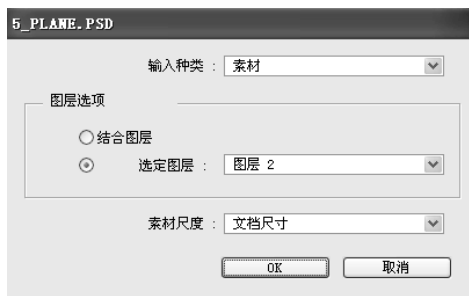 5_PLANE.PSD
输入种类 : 素材
图层选项
结合图层
选定图层 : 图层 2
素材尺度 : 文档尺寸
OK 取消